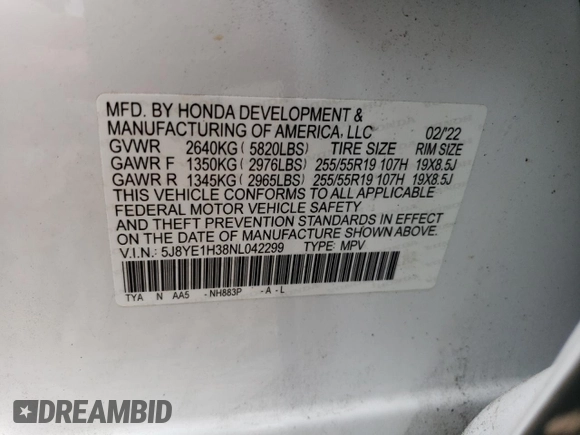 MFD. BY HONDA DEVELOPMENT &
MANUFACTURING OF AMERICA, LLC 02/'22
GVWR 2640KG ( 5820LBS) TIRE SIZE RIM SIZE
GAWR F 1350KG ( 2976LBS) 255/55R19 107H 19X8.5J
GAWR R 1345KG ( 2965LBS) 255/55R19 107H 19X8.5J
THIS VEHICLE CONFORMS TO ALL APPLICABLE
FEDERAL MOTOR VEHICLE SAFETY
AND THEFT PREVENTION STANDARDS IN EFFECT
ON THE DATE OF MANUFACTURE SHOWN ABOVE.
V.I.N.: 5J8YE1H38NL042299 TYPE: MPV
TYA N AA5 -NH883P -A-L
DREAMBID